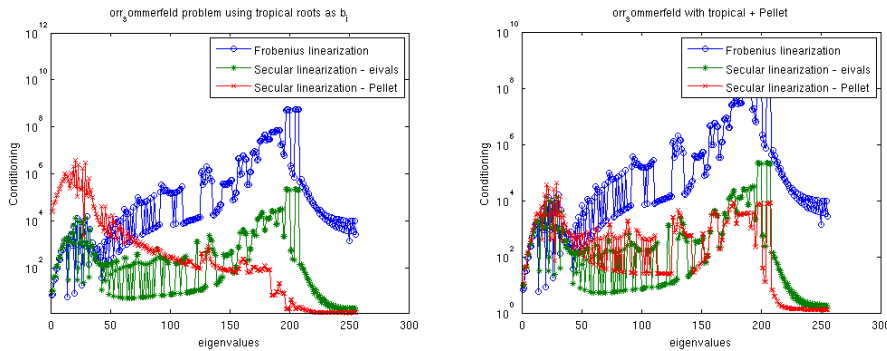 orr_sommerfeld problem using tropical roots as b_i
10^12
10^10
10^8
10^6
10^4
10^2
Conditioning
Frobenius linearization
Secular linearization – eivals
Secular linearization – Pellet
0 50 100 150 200 250 300
eigenvalues
orr_sommerfeld with tropical + Pellet
10^10
10^8
10^6
10^4
10^2
10^0
Conditioning
Frobenius linearization
Secular linearization – eivals
Secular linearization – Pellet
0 50 100 150 200 250 300
eigenvalues